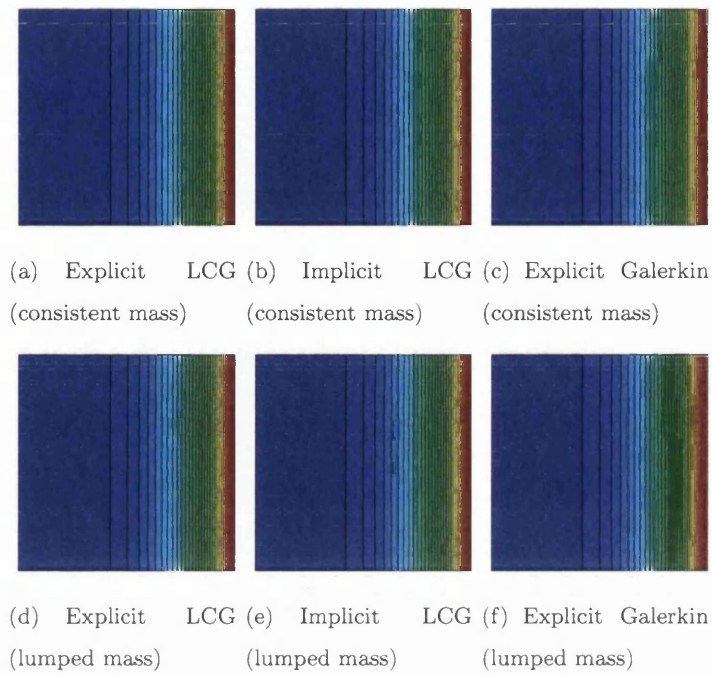 (a) Explicit LCG (b) Implicit LCG (c) Explicit Galerkin
(consistent mass) (consistent mass) (consistent mass)
(d) Explicit LCG (e) Implicit LCG (f) Explicit Galerkin
(lumped mass) (lumped mass) (lumped mass)